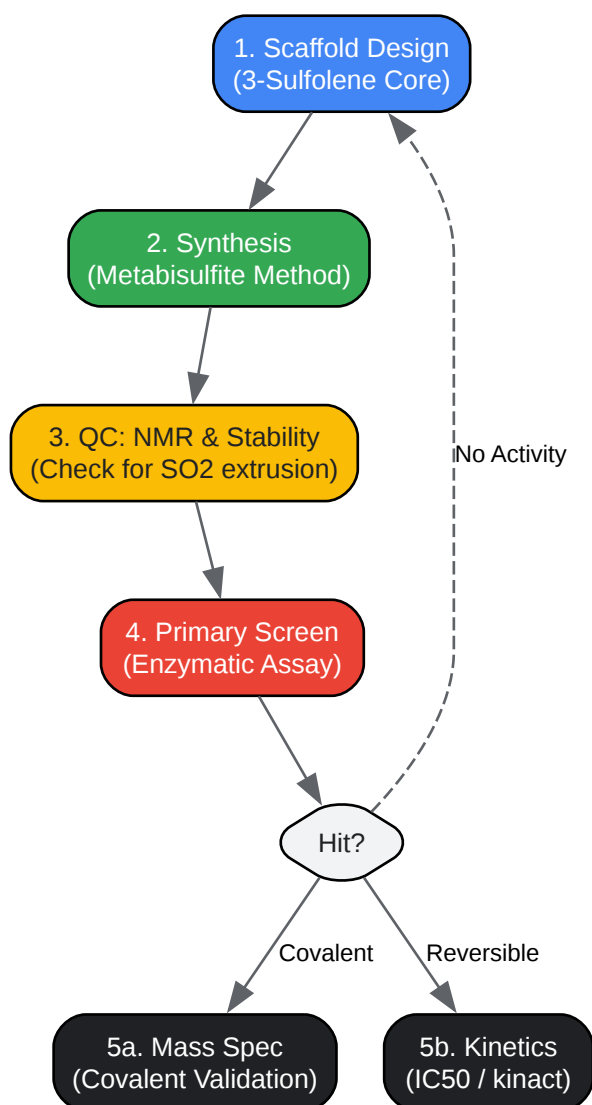 1. Scaffold Design
(3-Sulfolene Core)
2. Synthesis
(Metabisulfite Method)
3. QC: NMR & Stability
(Check for SO2 extrusion)
No Activity
4. Primary Screen
(Enzymatic Assay)
Hit?
Covalent
Reversible
5a. Mass Spec
(Covalent Validation)
5b. Kinetics
(IC50 / kinact)